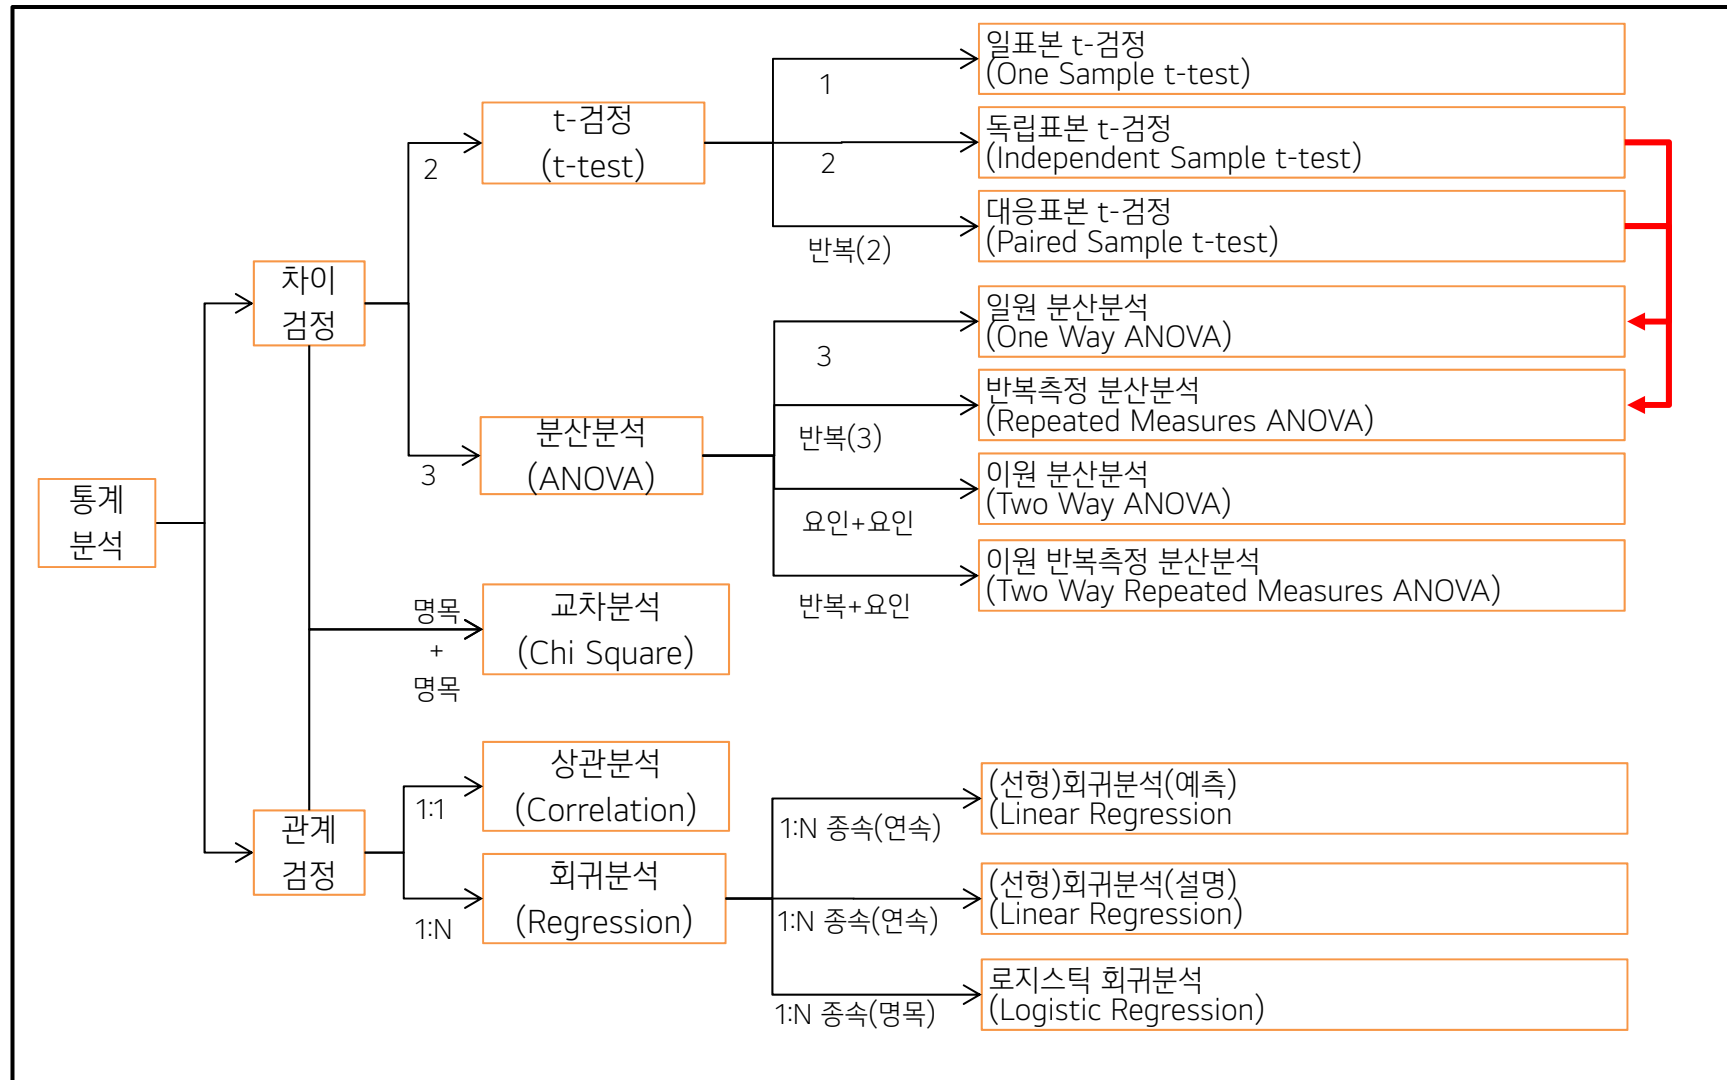 통계
분석
차이
검정
관계
검정
2
3
t-검정
(t-test)
분산분석
(ANOVA)
명목
+
명목
교차분석
(Chi Square)
1:1
상관분석
(Correlation)
1:N
회귀분석
(Regression)
1
일표본 t-검정
(One Sample t-test)
2
독립표본 t-검정
(Independent Sample t-test)
반복(2)
대응표본 t-검정
(Paired Sample t-test)
3
일원 분산분석
(One Way ANOVA)
반복(3)
반복측정 분산분석
(Repeated Measures ANOVA)
요인+요인
이원 분산분석
(Two Way ANOVA)
반복+요인
이원 반복측정 분산분석
(Two Way Repeated Measures ANOVA)
1:N 종속(연속)
(선형)회귀분석(예측)
(Linear Regression
1:N 종속(연속)
(선형)회귀분석(설명)
(Linear Regression)
1:N 종속(명목)
로지스틱 회귀분석
(Logistic Regression)